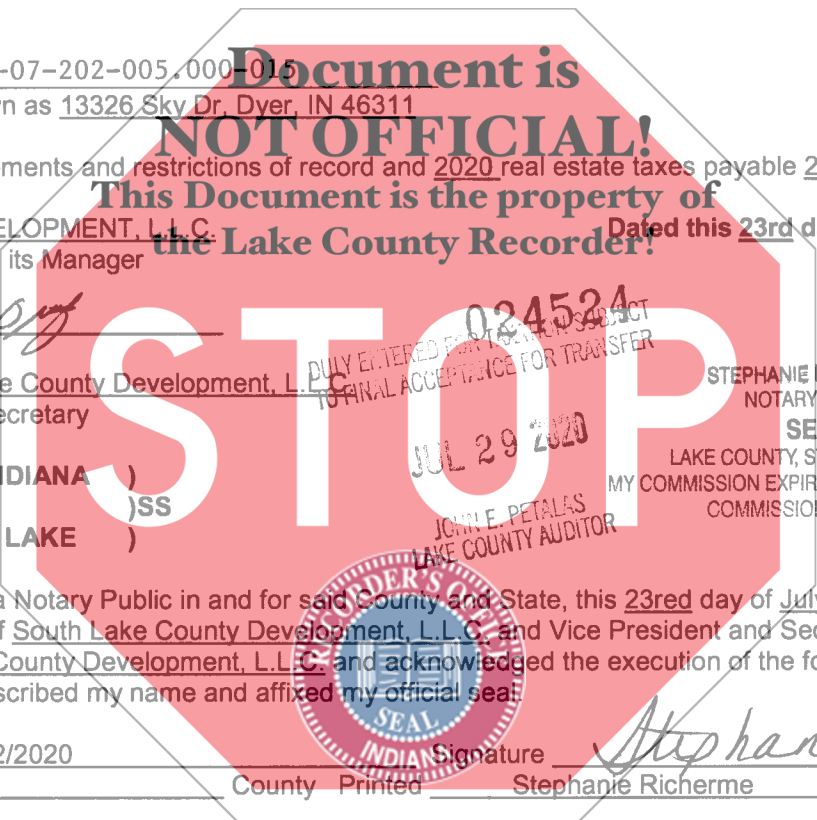 Document is
-07-202-005.000-015
n as 13326 Sky Dr, Dyer, IN 46311
NOT OFFICIAL!
ments and restrictions of record and 2020 real estate taxes payable 2
This Document is the property of
ELOPMENT, L.L.C.
Dated this 23rd d
the Lake County Recorder!
its Manager
024524
DULY ENTERED FOR TAXATION SUBJECT
TO FINAL ACCEPTANCE FOR TRANSFER
STOP
e County Development, L.L.C.
ecretary
STEPHANIE
NOTARY
SE
JUL 29 2020
LAKE COUNTY, S
MY COMMISSION EXPIR
COMMISSION
NDIANA )
)SS
LAKE )
JOHN E. PETALAS
LAKE COUNTY AUDITOR
a Notary Public in and for said County and State, this 23red day of July
f South Lake County Development, L.L.C. and Vice President and Sec
County Development, L.L.C. and acknowledged the execution of the fo
scribed my name and affixed my official seal.
RECORDER'S OFFICE
SEAL
INDIANA
2/2020
Signature Stephan
County Printed Stephanie Richerme